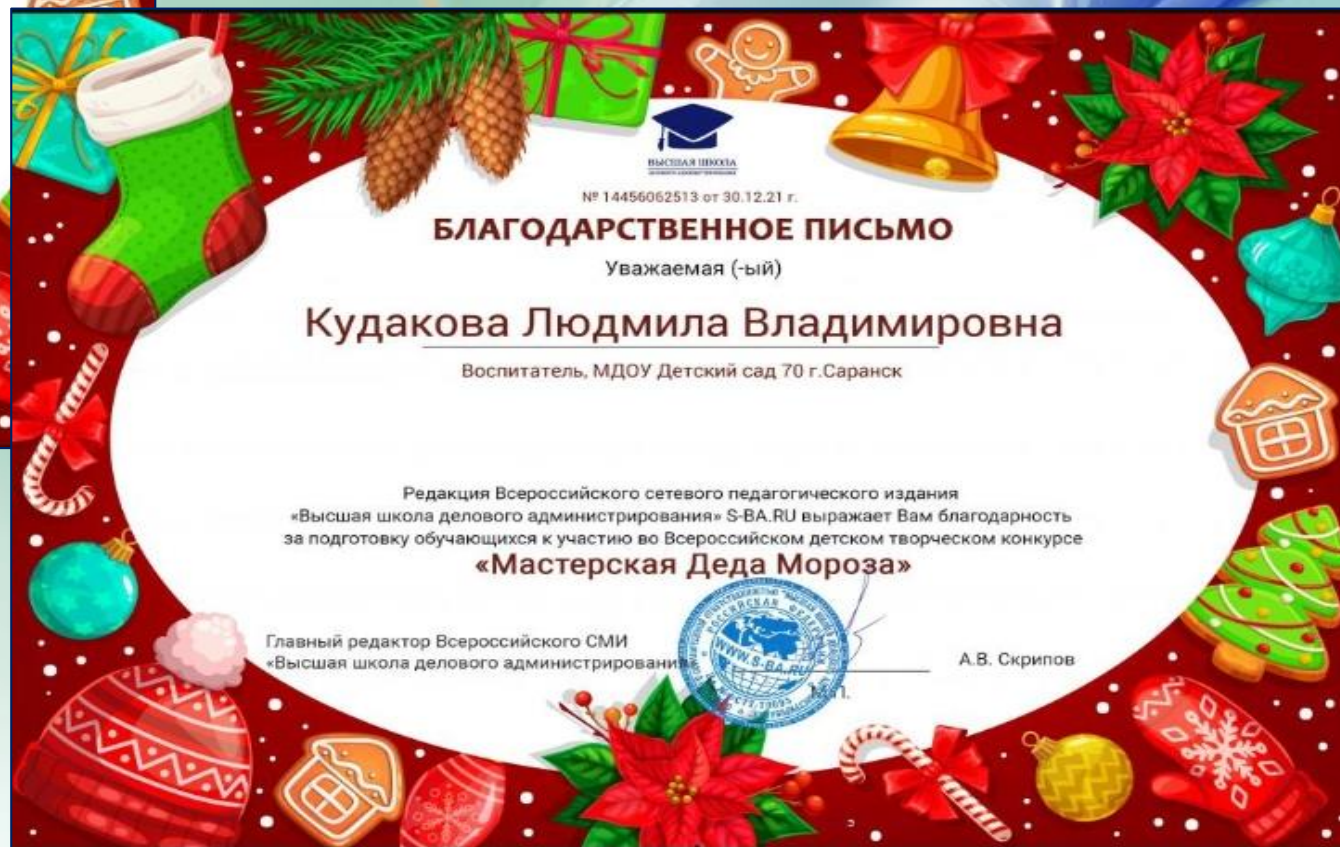 ВЫСШАЯ ШКОЛА
№ 14456062513 от 30.12.21 г.
БЛАГОДАРСТВЕННОЕ ПИСЬМО
Уважаемая (-ый)
Кудакова Людмила Владимировна
Воспитатель, МДОУ Детский сад 70 г.Саранск
Редакция Всероссийского сетевого педагогического издания
«Высшая школа делового администрирования» S-BA.RU выражает Вам благодарность
за подготовку обучающихся к участию во Всероссийском детском творческом конкурсе
«Мастерская Деда Мороза»
Главный редактор Всероссийского СМИ
«Высшая школа делового администрирования»
А.В. Скрипов
РОССИЙСКАЯ ФЕДЕРАЦИЯ
WWW.S-BA.RU